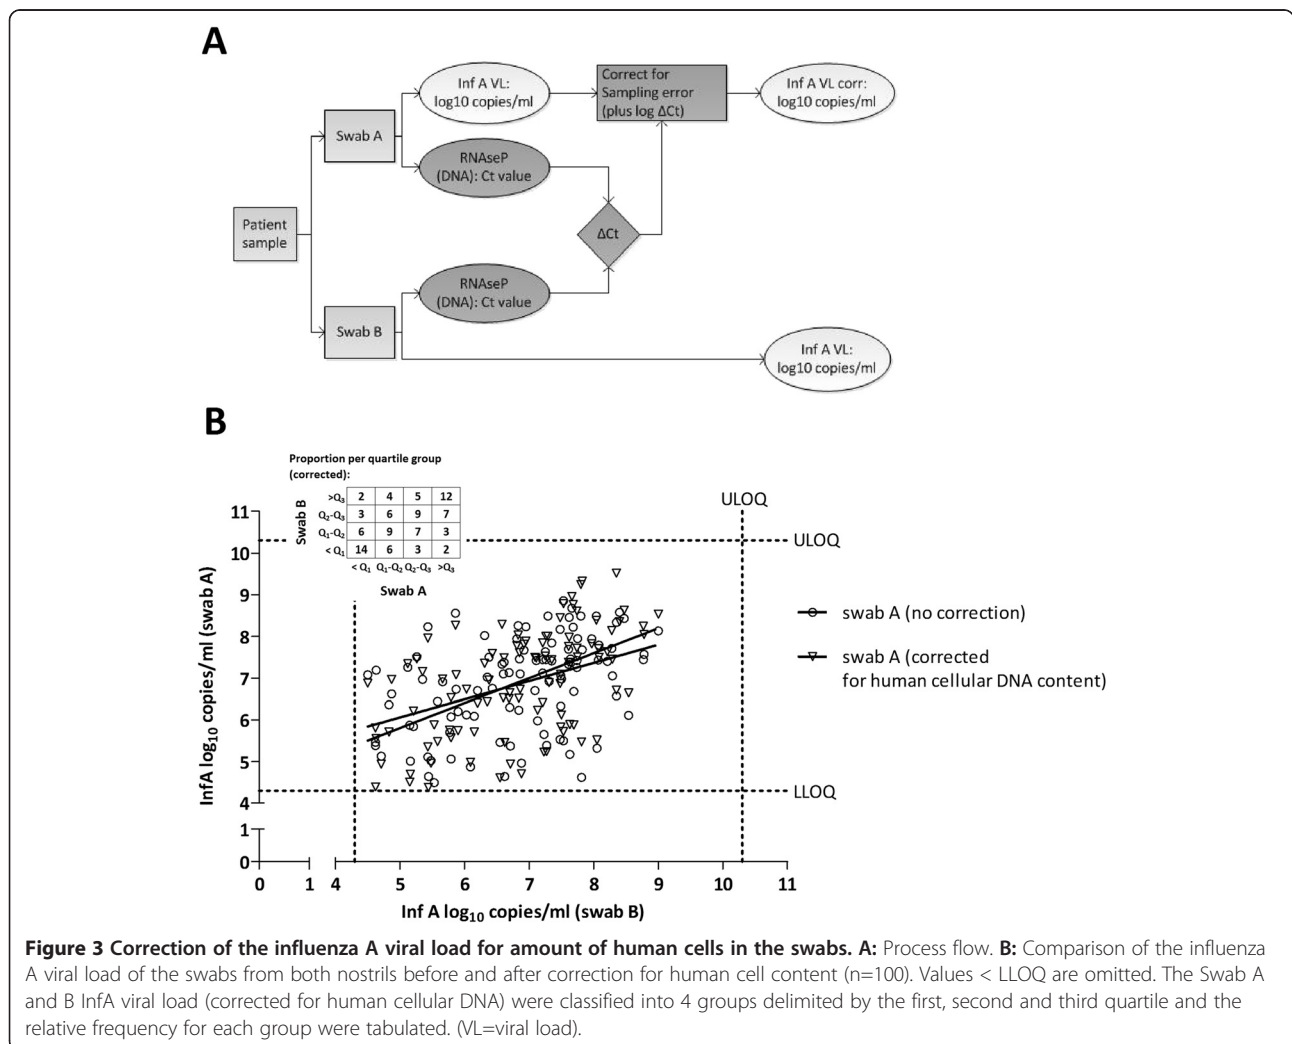 A
Patient
sample
Swab A
Swab B
Inf A VL:
log10 copies/ml
RNAseP
(DNA): Ct value
RNAseP
(DNA): Ct value
ΔCt
Correct for
Sampling error
(plus log ΔCt)
Inf A VL corr:
log10 copies/ml
Inf A VL:
log10 copies/ml
B
Proportion per quartile group
(corrected):
Swab B
>Q3 2 4 5 12
Q2-Q3 3 6 9 7
Q1-Q2 6 9 7 3
< Q1 14 6 3 2
< Q1 Q1-Q2 Q2-Q3 >Q3
Swab A
ULOQ
ULOQ
LLOQ
InfA log10 copies/ml (swab A)
11
10
9
8
7
6
5
4
1
0
0 1 4 5 6 7 8 9 10 11
Inf A log10 copies/ml (swab B)
swab A (no correction)
swab A (corrected
for human cellular DNA content)
Figure 3 Correction of the influenza A viral load for amount of human cells in the swabs. A: Process flow. B: Comparison of the influenza
A viral load of the swabs from both nostrils before and after correction for human cell content (n=100). Values < LLOQ are omitted. The Swab A
and B InfA viral load (corrected for human cellular DNA) were classified into 4 groups delimited by the first, second and third quartile and the
relative frequency for each group were tabulated. (VL=viral load).